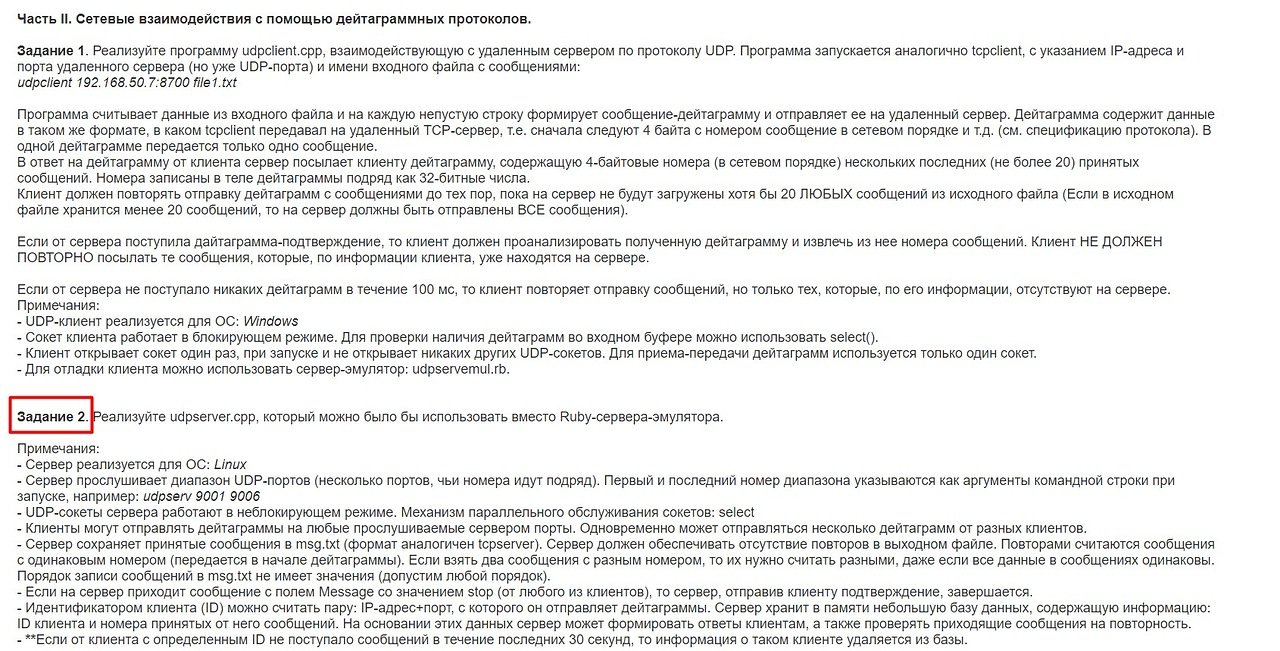 Часть II. Сетевые взаимодействия с помощью дейтаграммных протоколов.
Задание 1. Реализуйте программу udpclient.cpp, взаимодействующую с удаленным сервером по протоколу UDP. Программа запускается аналогично tcpclient, с указанием IP-адреса и
порта удаленного сервера (но уже UDP-порта) и имени входного файла с сообщениями:
udpclient 192.168.50.7:8700 file1.txt
Программа считывает данные из входного файла и на каждую непустую строку формирует сообщение-дейтаграмму и отправляет ее на удаленный сервер. Дейтаграмма содержит данные
в таком же формате, в каком tcpclient передавал на удаленный TCP-сервер, т.е. сначала следуют 4 байта с номером сообщение в сетевом порядке и т.д. (см. спецификацию протокола). В
одной дейтаграмме передается только одно сообщение.
В ответ на дейтаграмму от клиента сервер посылает клиенту дейтаграмму, содержащую 4-байтовые номера (в сетевом порядке) нескольких последних (не более 20) принятых
сообщений. Номера записаны в теле дейтаграммы подряд как 32-битные числа.
Клиент должен повторять отправку дейтаграмм с сообщениями до тех пор, пока на сервер не будут загружены хотя бы 20 ЛЮБЫХ сообщений из исходного файла (Если в исходном
файле хранится менее 20 сообщений, то на сервер должны быть отправлены ВСЕ сообщения).
Если от сервера поступила дайтаграмма-подтверждение, то клиент должен проанализировать полученную дейтаграмму и извлечь из нее номера сообщений. Клиент НЕ ДОЛЖЕН
ПОВТОРНО посылать те сообщения, которые, по информации клиента, уже находятся на сервере.
Если от сервера не поступало никаких дейтаграмм в течение 100 мс, то клиент повторяет отправку сообщений, но только тех, которые, по его информации, отсутствуют на сервере.
Примечания:
- UDP-клиент реализуется для ОС: Windows
- Сокет клиента работает в блокирующем режиме. Для проверки наличия дейтаграмм во входном буфере можно использовать select().
- Клиент открывает сокет один раз, при запуске и не открывает никаких других UDP-сокетов. Для приема-передачи дейтаграмм используется только один сокет.
- Для отладки клиента можно использовать сервер-эмулятор: udpservemul.rb.
Задание 2. Реализуйте udpserver.cpp, который можно было бы использовать вместо Ruby-сервера-эмулятора.
Примечания:
- Сервер реализуется для ОС: Linux
- Сервер прослушивает диапазон UDP-портов (несколько портов, чьи номера идут подряд). Первый и последний номер диапазона указываются как аргументы командной строки при
запуске, например: udpserv 9001 9006
- UDP-сокеты сервера работают в неблокирующем режиме. Механизм параллельного обслуживания сокетов: select
- Клиенты могут отправлять дейтаграммы на любые прослушиваемые сервером порты. Одновременно может отправляться несколько дейтаграмм от разных клиентов.
- Сервер сохраняет принятые сообщения в msg.txt (формат аналогичен tcpserver). Сервер должен обеспечивать отсутствие повторов в выходном файле. Повторами считаются сообщения
с одинаковым номером (передается в начале дейтаграммы). Если взять два сообщения с разным номером, то их нужно считать разными, даже если все данные в сообщениях одинаковы.
Порядок записи сообщений в msg.txt не имеет значения (допустим любой порядок).
- Если на сервер приходит сообщение с полем Message со значением stop (от любого из клиентов), то сервер, отправив клиенту подтверждение, завершается.
- Идентификатором клиента (ID) можно считать пару: IP-адрес+порт, с которого он отправляет дейтаграммы. Сервер хранит в памяти небольшую базу данных, содержащую информацию:
ID клиента и номера принятых от него сообщений. На основании этих данных сервер может формировать ответы клиентам, а также проверять приходящие сообщения на повторность.
- **Если от клиента с определенным ID не поступало сообщений в течение последних 30 секунд, то информация о таком клиенте удаляется из базы.